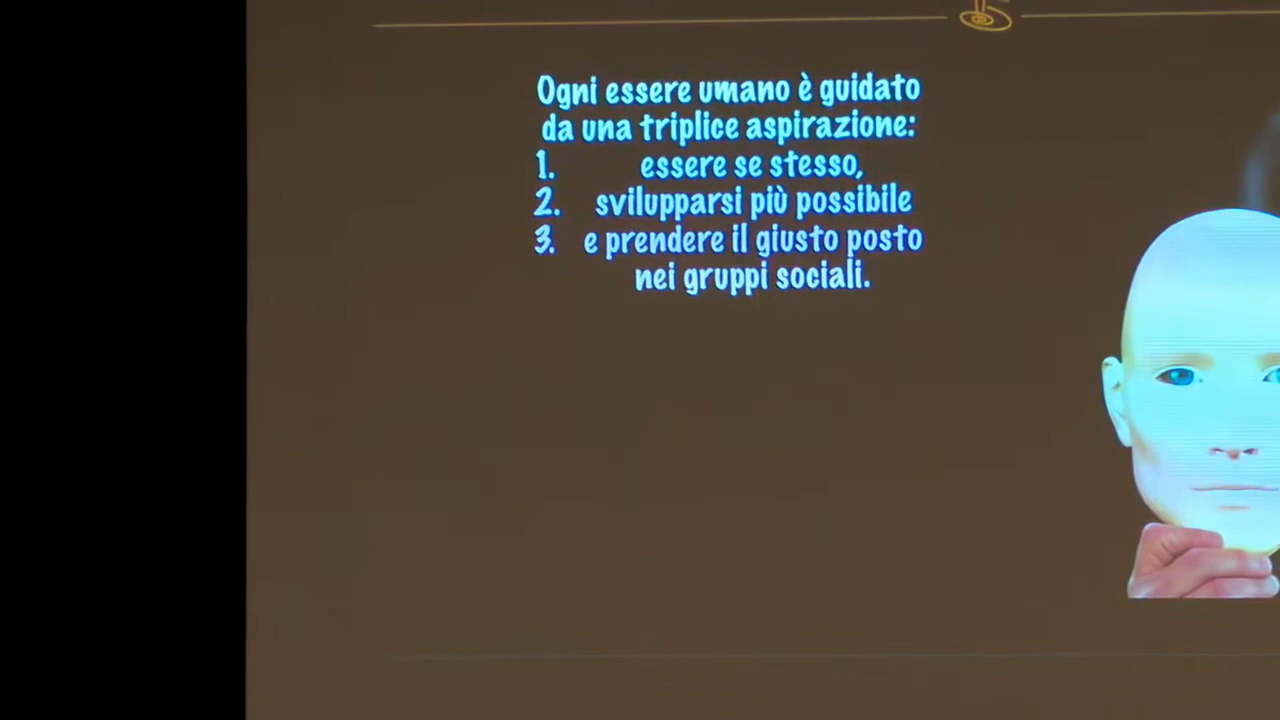 Ogni essere umano è guidato
da una triplice aspirazione:
1. essere se stesso,
2. svilupparsi più possibile
3. e prendere il giusto posto
nei gruppi sociali.